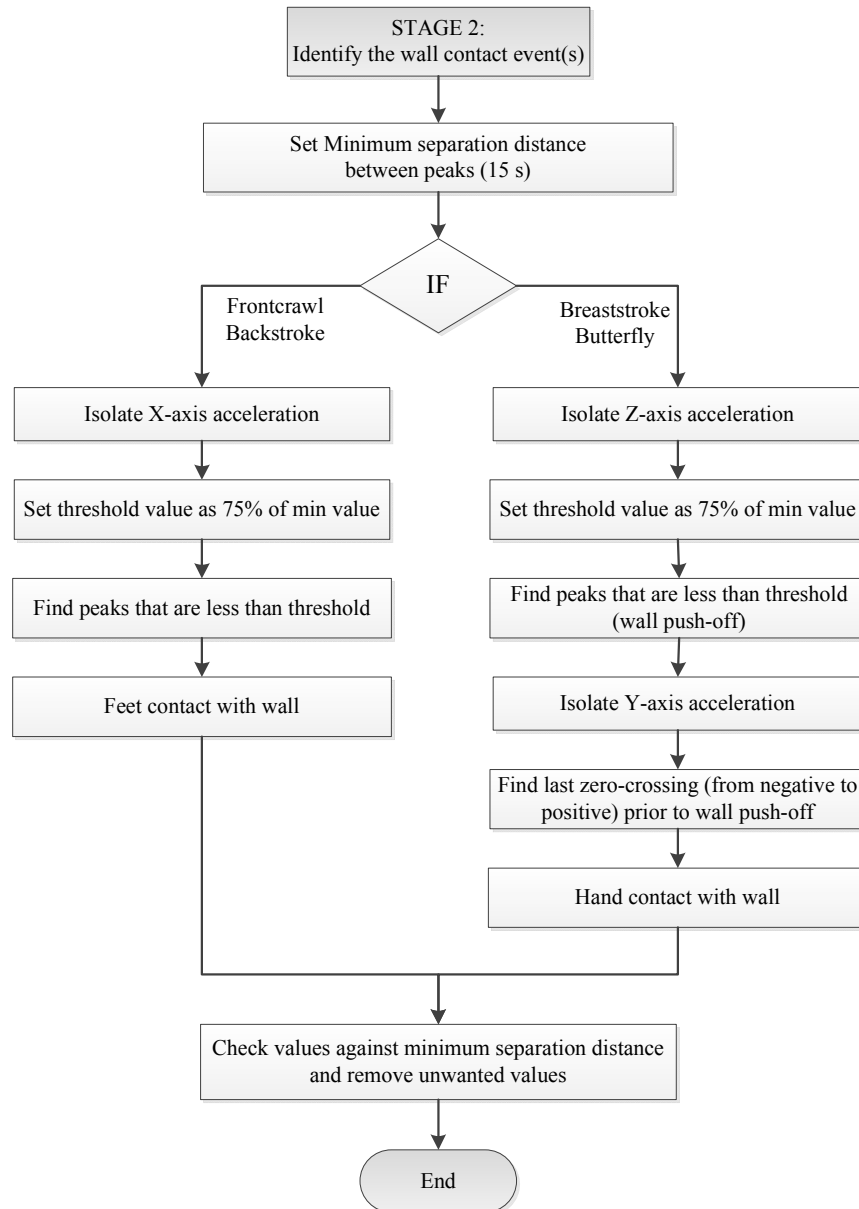 STAGE 2:
Identify the wall contact event(s)
Set Minimum separation distance
between peaks (15 s)
IF
Frontcrawl
Backstroke
Breaststroke
Butterfly
Isolate X-axis acceleration
Set threshold value as 75% of min value
Find peaks that are less than threshold
Feet contact with wall
Isolate Z-axis acceleration
Set threshold value as 75% of min value
Find peaks that are less than threshold
(wall push-off)
Isolate Y-axis acceleration
Find last zero-crossing (from negative to
positive) prior to wall push-off
Hand contact with wall
Check values against minimum separation distance
and remove unwanted values
End